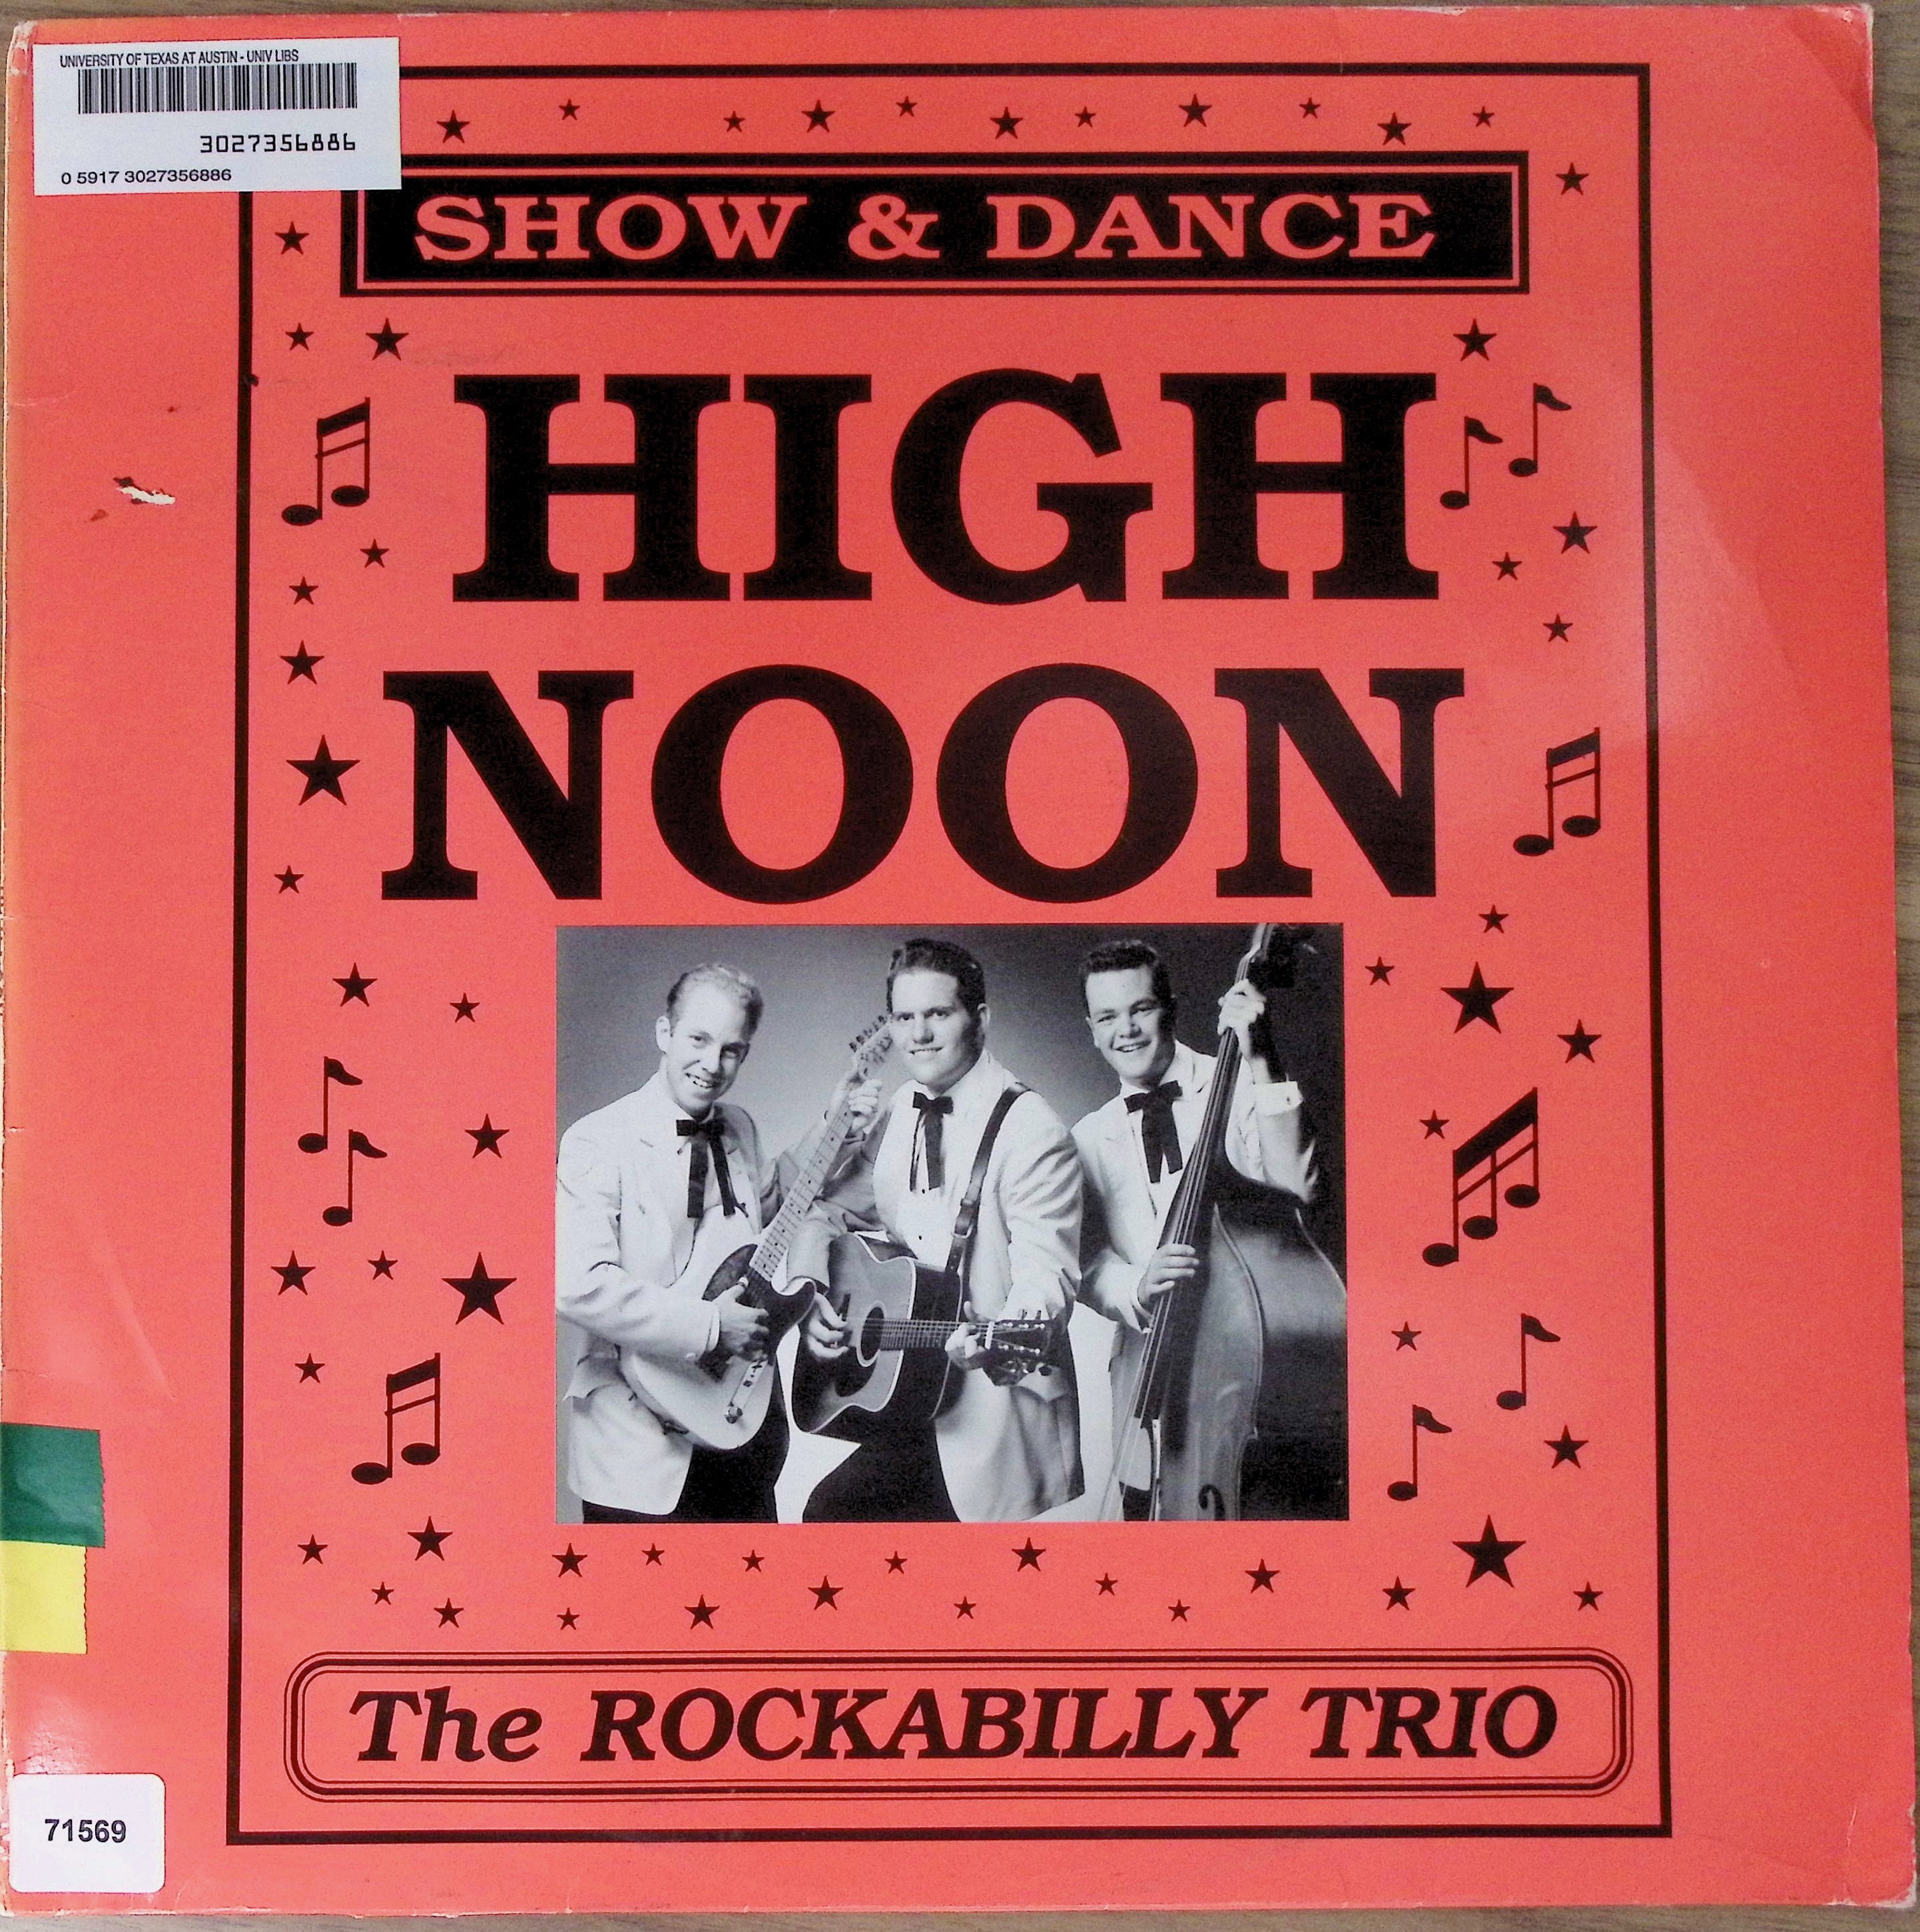 UNIVERSITY OF TEXAS AT AUSTIN - UNIV LIBS
3027356886
0 5917 3027356886
SHOW & DANCE
HIGH
NOON
The ROCKABILLY TRIO
71569